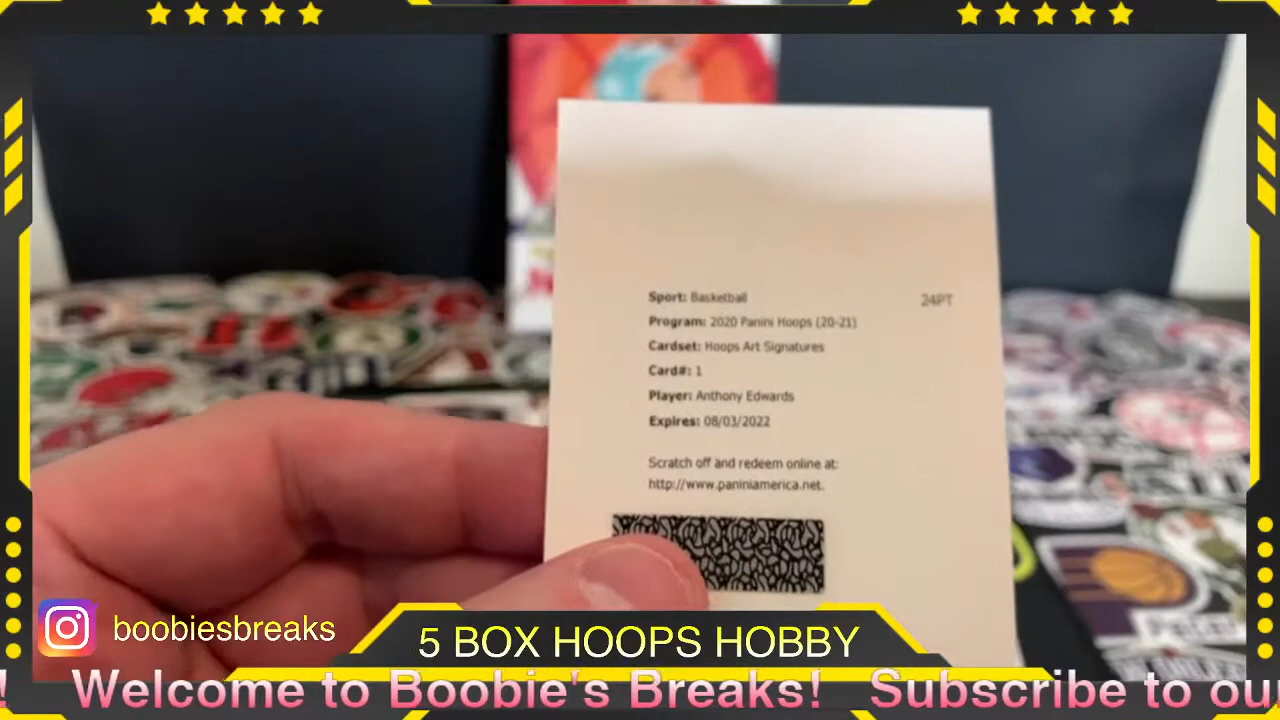 Sport: Basketball
24PT
Program: 2020 Panini Hoops (20-21)
Cardset: Hoops Art Signatures
Card#: 1
Player: Anthony Edwards
Expires: 08/03/2022
Scratch off and redeem online at:
http://www.paniniamerica.net.
boobiesbreaks
5 BOX HOOPS HOBBY
! Welcome to Boobie's Breaks! Subscribe to ou